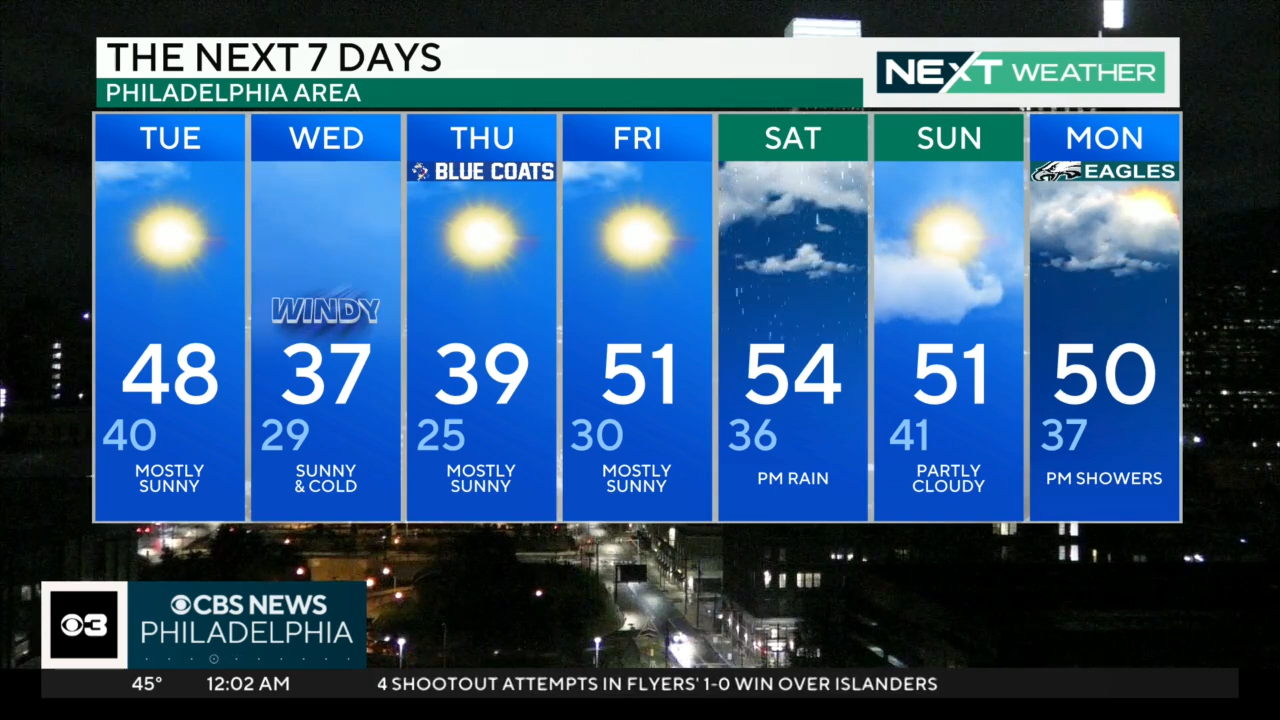 THE NEXT 7 DAYS
PHILADELPHIA AREA
NEXT WEATHER
TUE
WED
THU
FRI
SAT
SUN
MON
BLUE COATS
EAGLES
WINDY
48
37
39
51
54
51
50
40
29
25
30
36
41
37
MOSTLY
SUNNY
SUNNY
& COLD
MOSTLY
SUNNY
MOSTLY
SUNNY
PM RAIN
PARTLY
CLOUDY
PM SHOWERS
3
CBS NEWS
PHILADELPHIA
45° 12:02 AM 4 SHOOTOUT ATTEMPTS IN FLYERS' 1-0 WIN OVER ISLANDERS